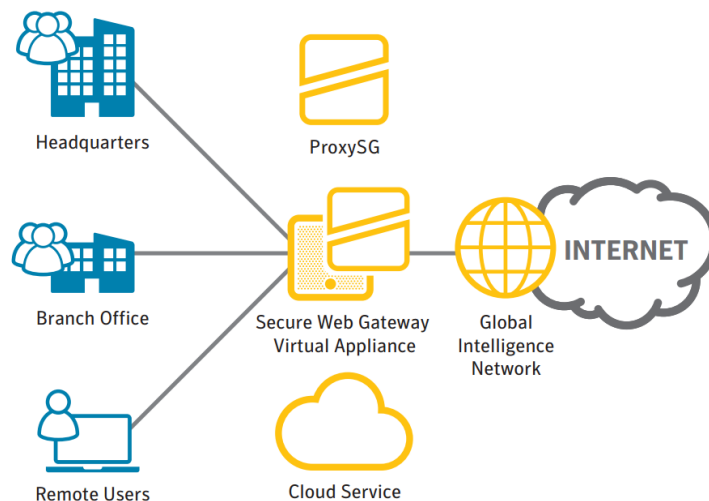 Headquarters
ProxySG
INTERNET
Branch Office
Secure Web Gateway
Virtual Appliance
Global
Intelligence
Network
Remote Users
Cloud Service